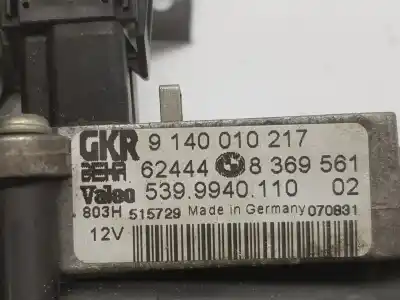 GKR 9 140 010 217
BEHR 62444 8 369 561
Valeo 539.9940.110 02
803H 515729 Made in Germany 070831
12V